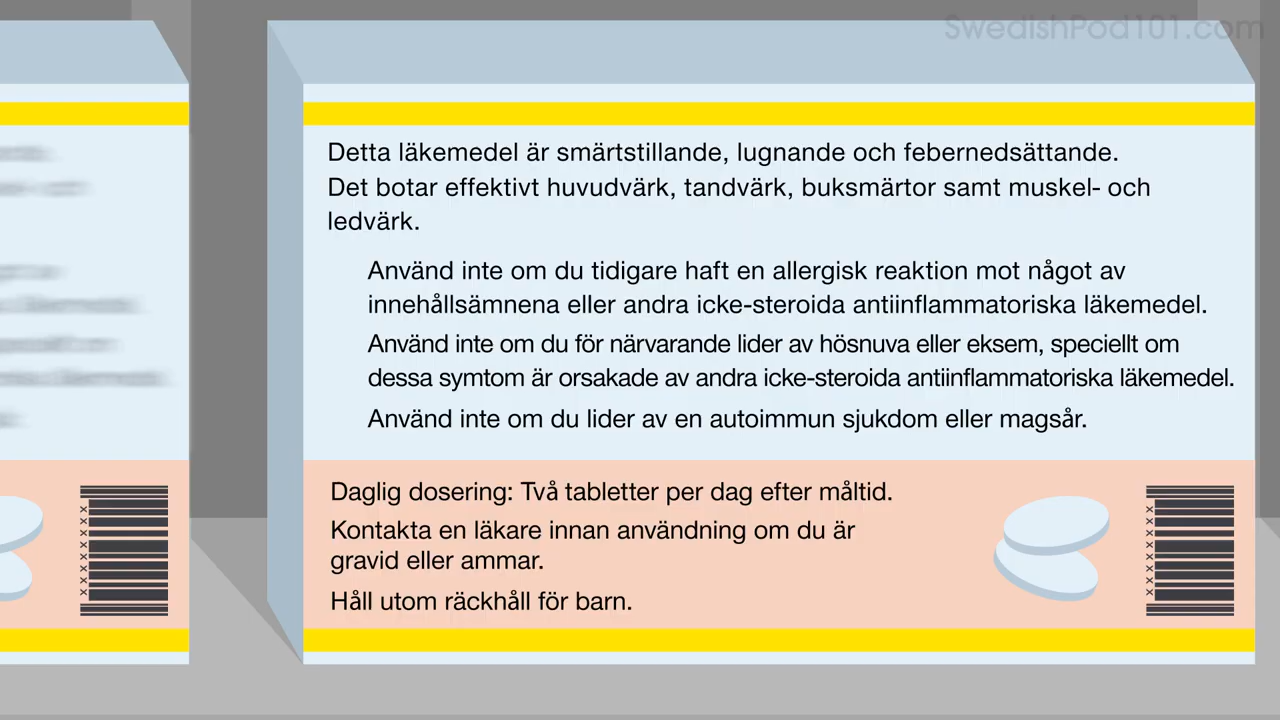 SwedishPod101.com
Detta läkemedel är smärtstillande, lugnande och febernedsättande.
Det botar effektivt huvudvärk, tandvärk, buksmärtor samt muskel- och
ledvärk.
Använd inte om du tidigare haft en allergisk reaktion mot något av
innehållsämnena eller andra icke-steroida antiinflammatoriska läkemedel.
Använd inte om du för närvarande lider av hösnuva eller eksem, speciellt om
dessa symtom är orsakade av andra icke-steroida antiinflammatoriska läkemedel.
Använd inte om du lider av en autoimmun sjukdom eller magsår.
Daglig dosering: Två tabletter per dag efter måltid.
Kontakta en läkare innan användning om du är
gravid eller ammar.
Håll utom räckhåll för barn.